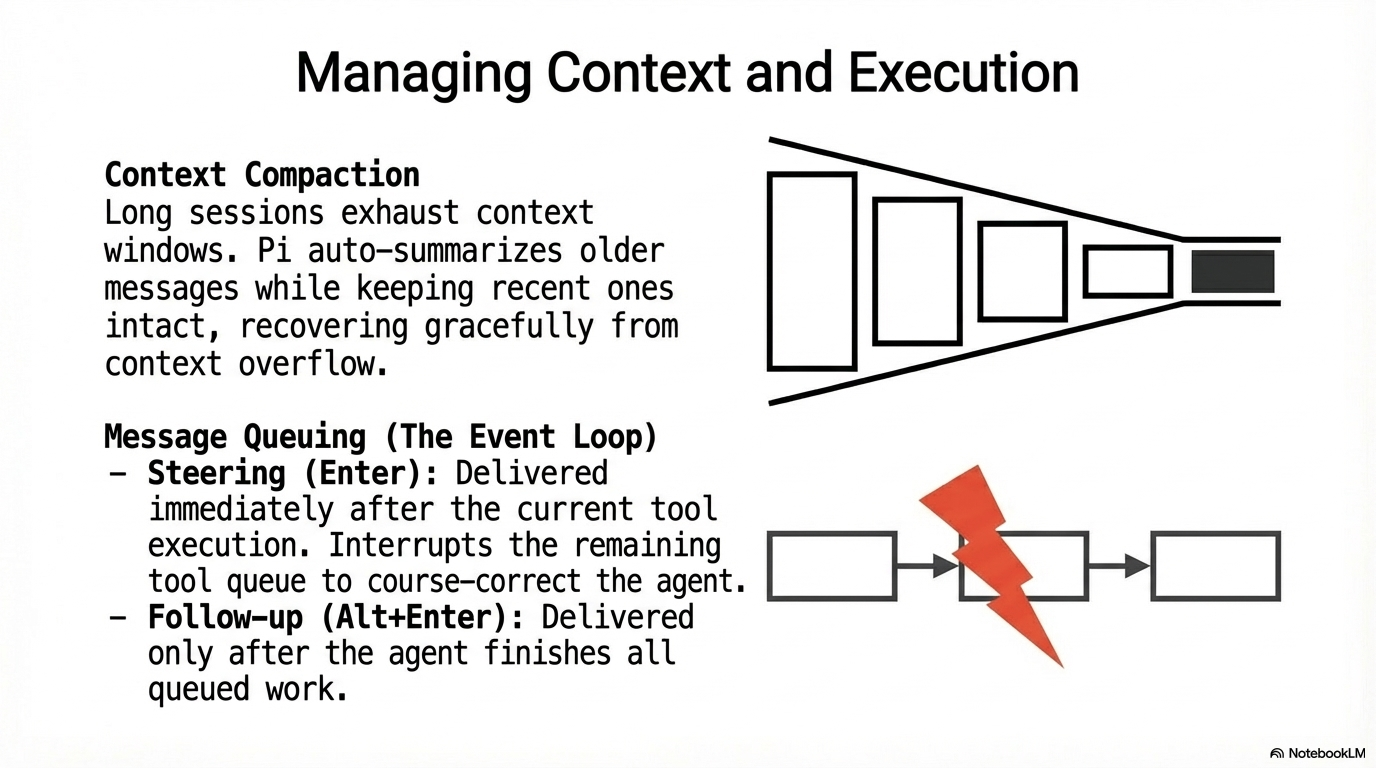 Managing Context and Execution
Context Compaction
Long sessions exhaust context
windows. Pi auto-summarizes older
messages while keeping recent ones
intact, recovering gracefully from
context overflow.
Message Queuing (The Event Loop)
– Steering (Enter): Delivered
immediately after the current tool
execution. Interrupts the remaining
tool queue to course-correct the agent.
– Follow-up (Alt+Enter): Delivered
only after the agent finishes all
queued work.
NotebookLM